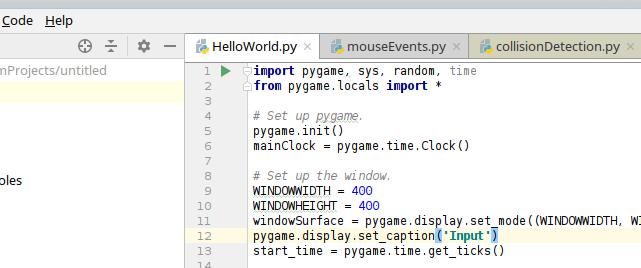 Code Help
HelloWorld.py mouseEvents.py collisionDetection.py
mProjects/untitled
oles
1 import pygame, sys, random, time
2 from pygame.locals import *
3
4 # Set up pygame.
5 pygame.init()
6 mainClock = pygame.time.Clock()
7
8 # Set up the window.
9 WINDOWWIDTH = 400
10 WINDOWHEIGHT = 400
11 windowSurface = pygame.display.set_mode((WINDOWWIDTH, WI
12 pygame.display.set_caption('Input')
13 start_time = pygame.time.get_ticks()
14